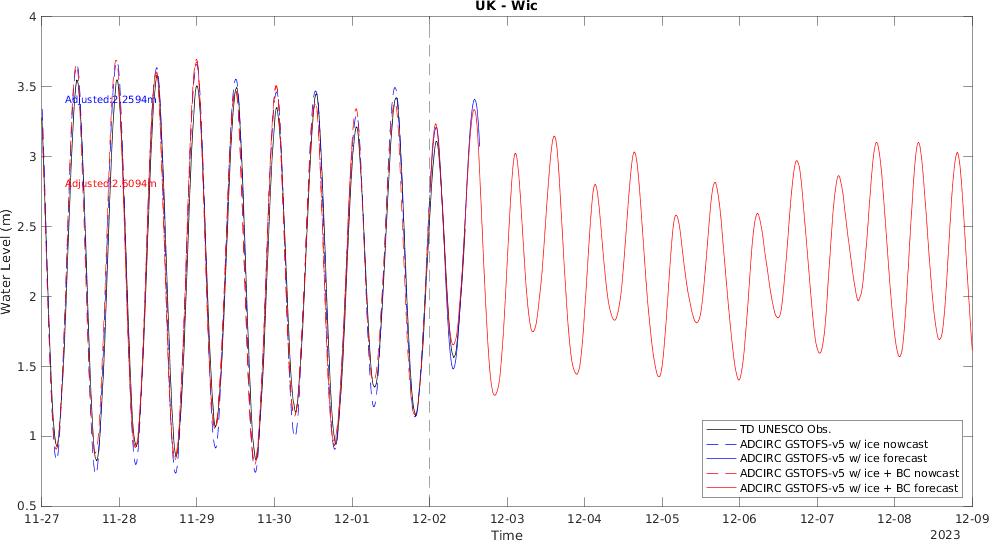 UK - Wic
4
3.5
3
2.5
2
1.5
1
0.5
Water Level (m)
Adjusted:2.2594m
Adjusted:2.6094m
TD UNESCO Obs.
ADCIRC GSTOFS-v5 w/ ice nowcast
ADCIRC GSTOFS-v5 w/ ice forecast
ADCIRC GSTOFS-v5 w/ ice + BC nowcast
ADCIRC GSTOFS-v5 w/ ice + BC forecast
11-27 11-28 11-29 11-30 12-01 12-02 12-03 12-04 12-05 12-06 12-07 12-08 12-09
Time
2023